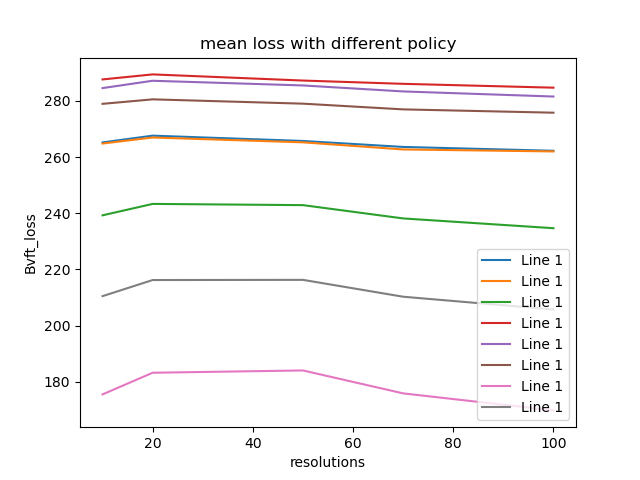 mean loss with different policy
Bvft_loss
280
260
240
220
200
180
Line 1
Line 1
Line 1
Line 1
Line 1
Line 1
Line 1
Line 1
20
40
60
80
100
resolutions